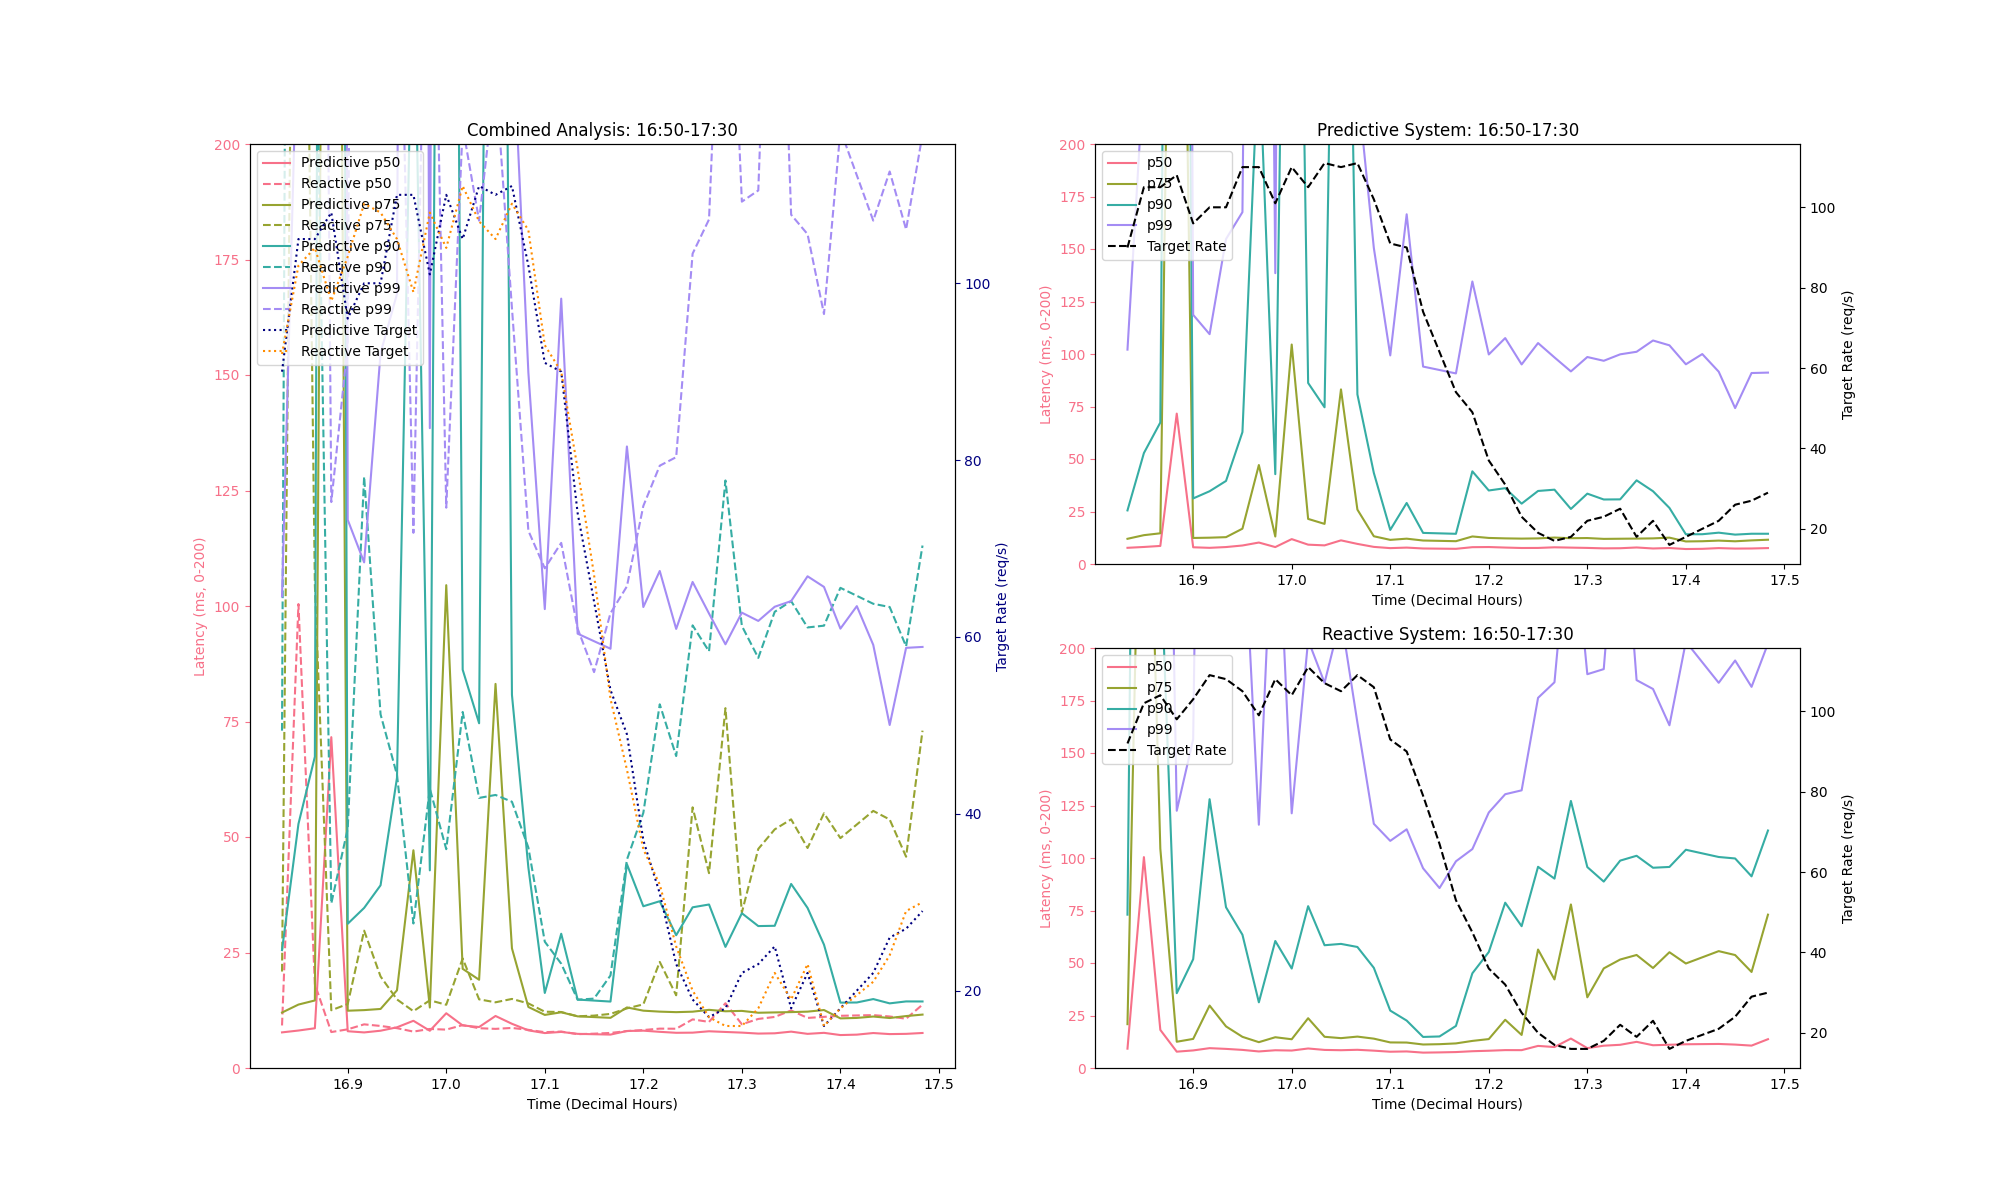 Combined Analysis: 16:50-17:30
200
175
150
125
100
75
50
25
0
Latency (ms, 0-200)
Predictive p50
Reactive p50
Predictive p75
Reactive p75
Predictive p90
Reactive p90
Predictive p99
Reactive p99
Predictive Target
Reactive Target
100
80
60
40
20
Target Rate (req/s)
16.9 17.0 17.1 17.2 17.3 17.4 17.5
Time (Decimal Hours)
Predictive System: 16:50-17:30
200
175
150
125
100
75
50
25
0
Latency (ms, 0-200)
p50
p75
p90
p99
Target Rate
100
80
60
40
20
Target Rate (req/s)
16.9 17.0 17.1 17.2 17.3 17.4 17.5
Time (Decimal Hours)
Reactive System: 16:50-17:30
200
175
150
125
100
75
50
25
0
Latency (ms, 0-200)
p50
p75
p90
p99
Target Rate
100
80
60
40
20
Target Rate (req/s)
16.9 17.0 17.1 17.2 17.3 17.4 17.5
Time (Decimal Hours)